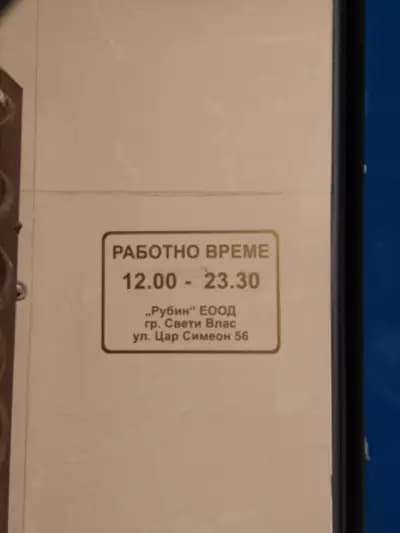 РАБОТНО ВРЕМЕ
12.00 - 23.30
„Рубин“ ЕООД
гр. Свети Влас
ул. Цар Симеон 56